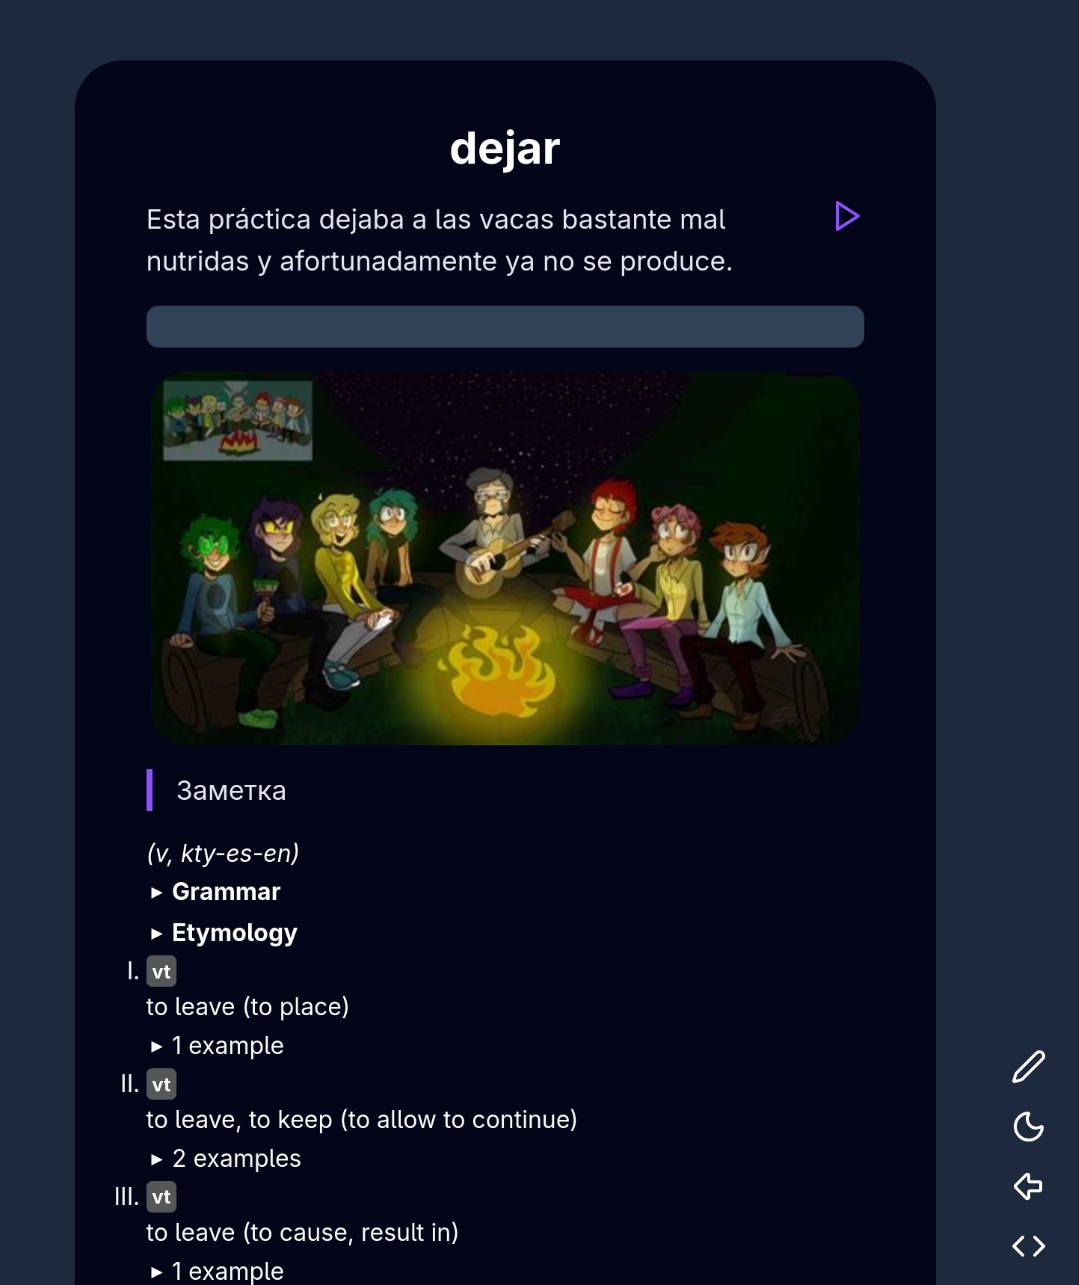 dejar
Esta práctica dejaba a las vacas bastante mal
nutridas y afortunadamente ya no se produce.
Заметка
(v, kty-es-en)
▸ Grammar
▸ Etymology
I. vt
to leave (to place)
▸ 1 example
II. vt
to leave, to keep (to allow to continue)
▸ 2 examples
III. vt
to leave (to cause, result in)
▸ 1 example